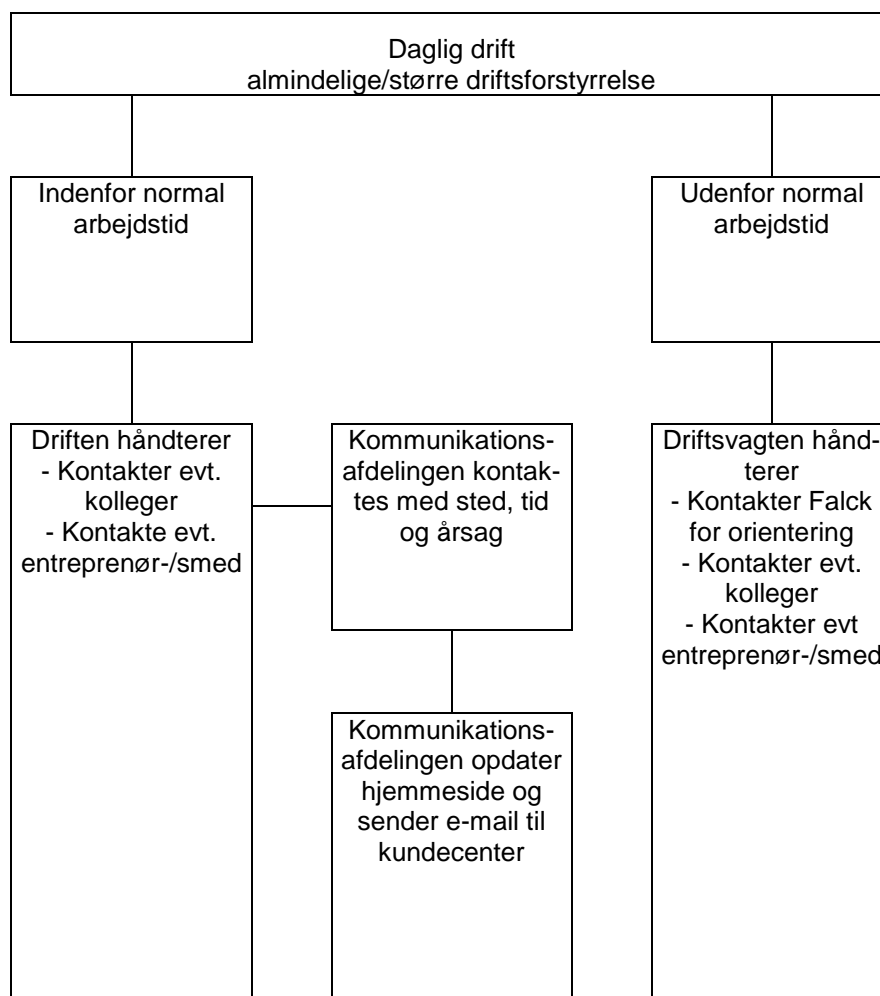 Daglig drift
almindelige/større driftsforstyrrelse
Indenfor normal
arbejdstid
Udenfor normal
arbejdstid
Driften håndterer
- Kontakter evt.
kolleger
- Kontakte evt.
entreprenør-/smed
Kommunikations-
afdelingen kontak-
tes med sted, tid
og årsag
Driftsvagten hånd-
terer
- Kontakter Falck
for orientering
- Kontakter evt.
kolleger
- Kontakter evt
entreprenør-/smed
Kommunikations-
afdelingen opdater
hjemmeside og
sender e-mail til
kundecenter